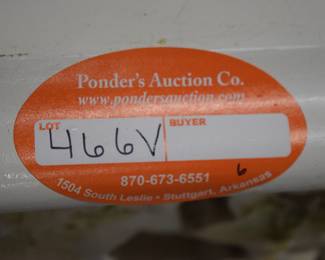 Ponder's Auction Co.
www.pondersauction.com
LOT BUYER
466V
870-673-6551
6
1504 South Leslie - Stuttgart, Arkansas